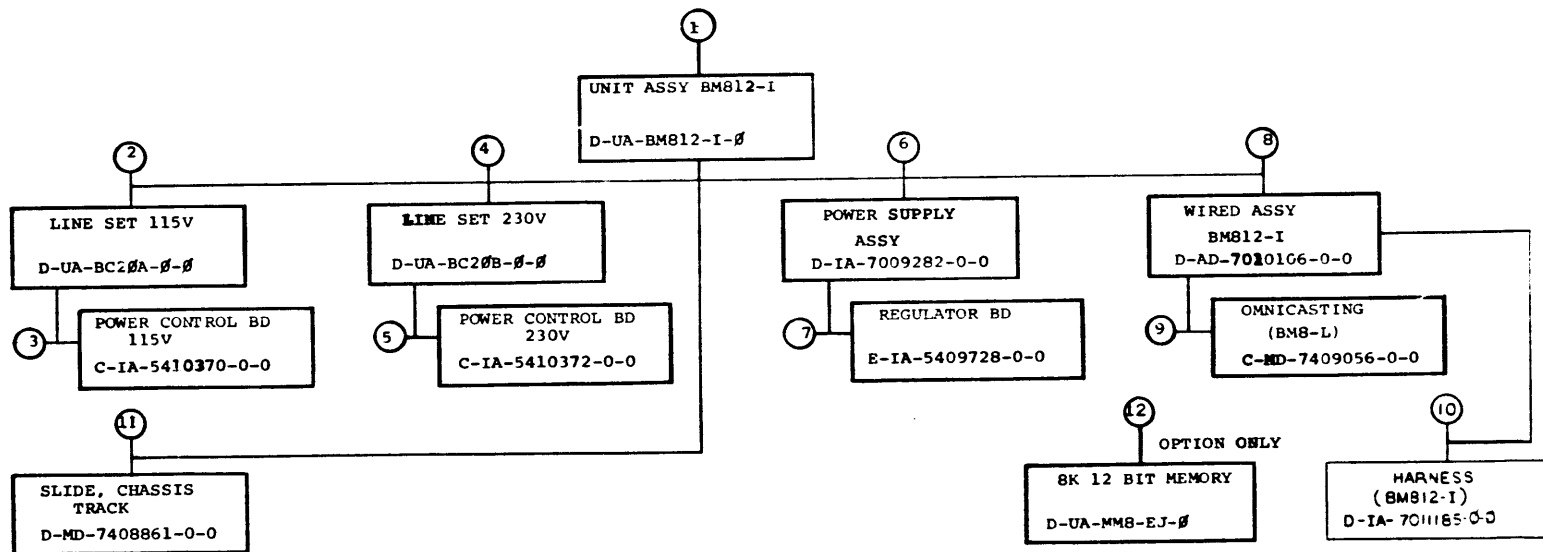 1
UNIT ASSY BM812-I
D-UA-BM812-I-Ø
2
4
6
8
LINE SET 115V
D-UA-BC2ØA-Ø-Ø
LINE SET 230V
D-UA-BC2ØB-Ø-Ø
POWER SUPPLY
ASSY
D-IA-7009282-0-0
WIRED ASSY
BM812-I
D-AD-7010106-0-0
3
POWER CONTROL BD
115V
C-IA-5410370-0-0
5
POWER CONTROL BD
230V
C-IA-5410372-0-0
7
REGULATOR BD
E-IA-5409728-0-0
9
OMNICASTING
(BM8-L)
C-MD-7409056-0-0
11
SLIDE, CHASSIS
TRACK
D-MD-7408861-0-0
12
OPTION ONLY
8K 12 BIT MEMORY
D-UA-MM8-EJ-Ø
10
HARNESS
(BM812-I)
D-IA-7011185-0-0